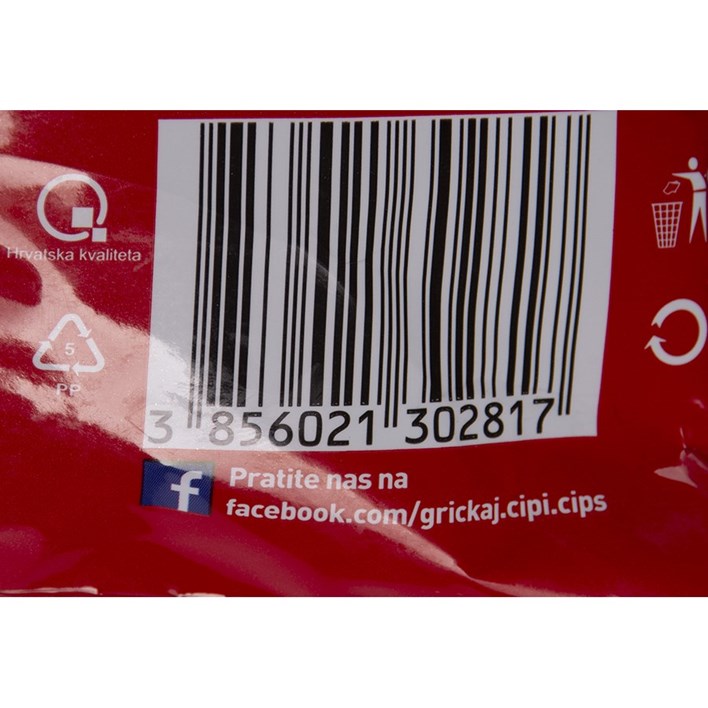 Hrvatska kvaliteta
5
PP
3 856021 302817
Pratite nas na
facebook.com/grickaj.cipi.cips